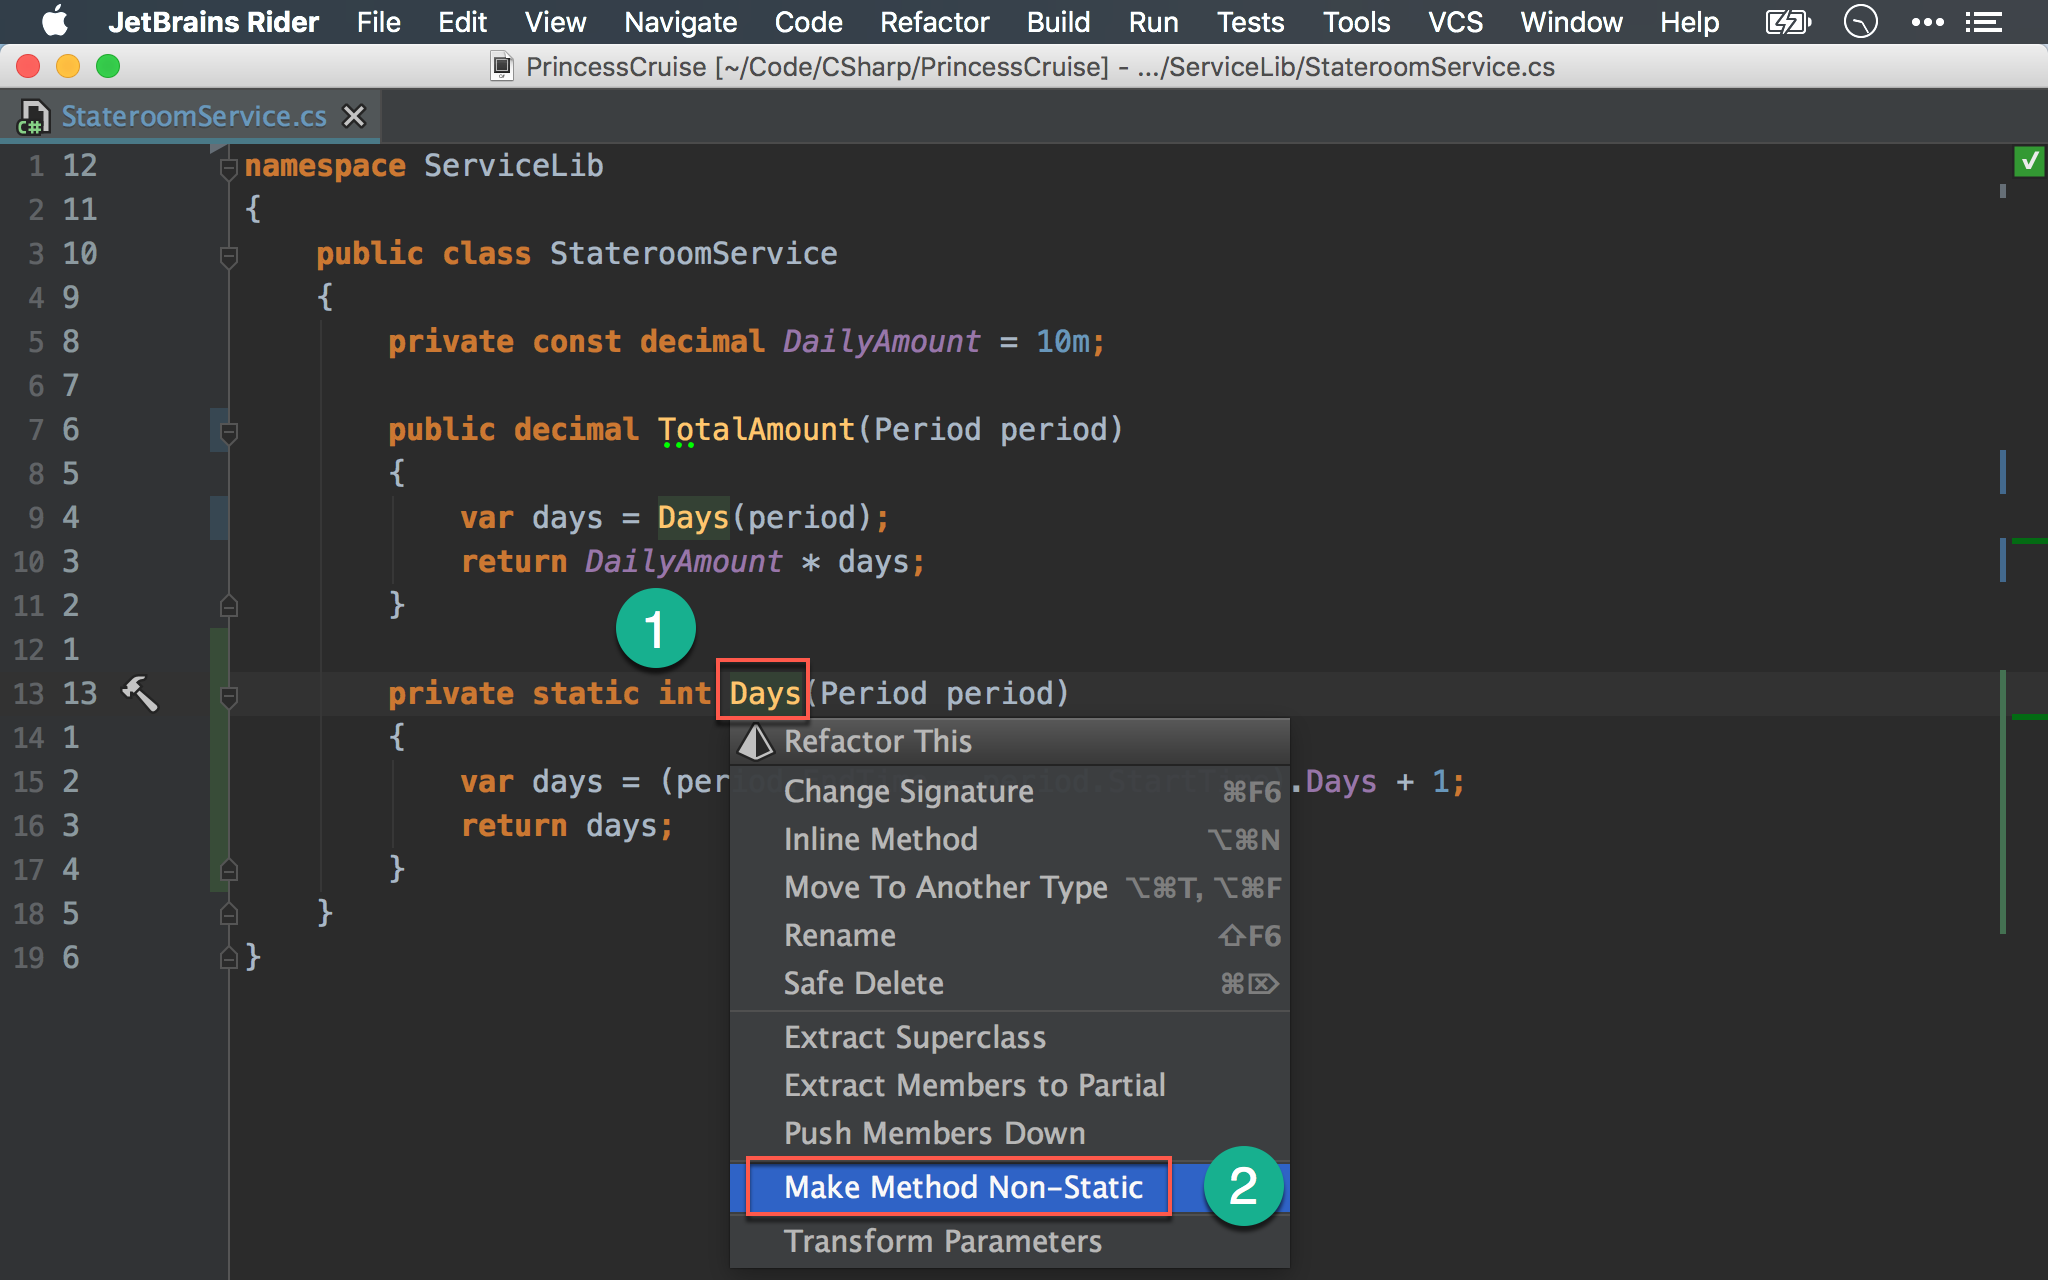 JetBrains Rider File Edit View Navigate Code Refactor Build Run Tests Tools VCS Window Help
PrincessCruise [~/Code/CSharp/PrincessCruise] - .../ServiceLib/StateroomService.cs
C# StateroomService.cs
1 12 namespace ServiceLib
2 11 {
3 10 public class StateroomService
4 9 {
5 8 private const decimal DailyAmount = 10m;
6 7
7 6 public decimal TotalAmount(Period period)
8 5 {
9 4 var days = Days(period);
10 3 return DailyAmount * days;
11 2 }
12 1
1
13 13 private static int Days(Period period)
14 1 {
Refactor This
15 2 var days = (per .Days + 1;
Change Signature ⌘F6
16 3 return days;
Inline Method ⌥⌘N
17 4 }
Move To Another Type ⌥⌘T, ⌥⌘F
18 5 }
Rename ⇧F6
19 6 }
Safe Delete ⌘⌦
Extract Superclass
Extract Members to Partial
Push Members Down
Make Method Non-Static 2
Transform Parameters